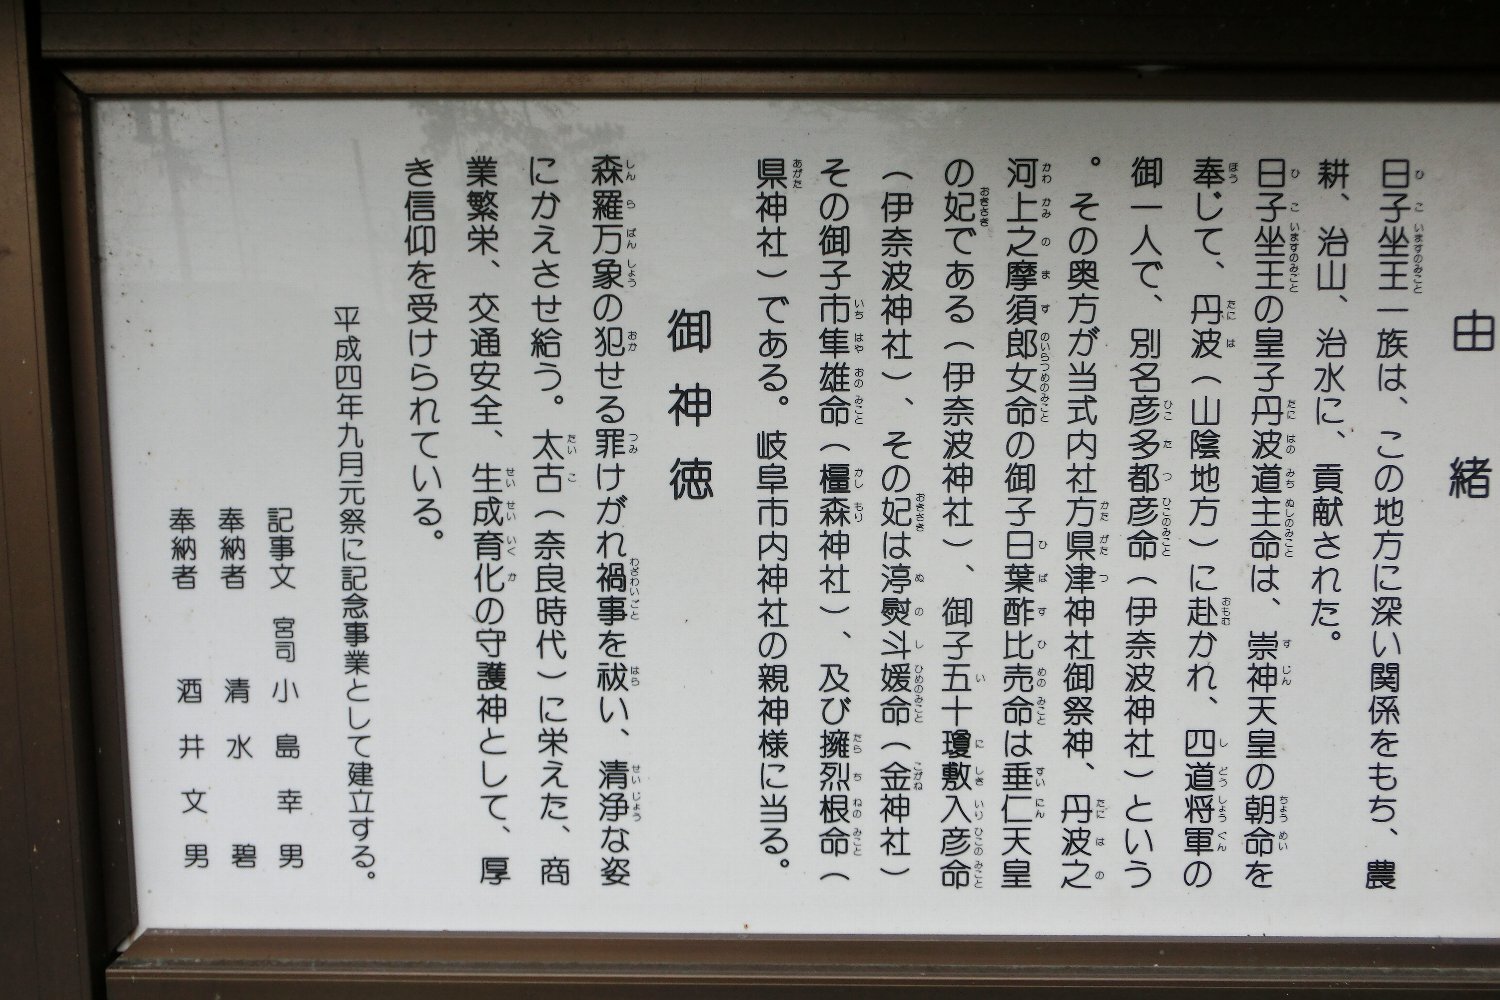 由緒
日子坐王一族は、この地方に深い関係をもち、農
耕、治山、治水に、貢献された。
日子坐王の皇子丹波道主命は、崇神天皇の朝命を
奉じて、丹波（山陰地方）に赴かれ、四道将軍の
御一人で、別名彦多都彦命（伊奈波神社）という
。その奥方が当式内社方県津神社御祭神、丹波之
河上之摩須郎女命の御子日葉酢比売命は垂仁天皇
の妃である（伊奈波神社）、御子五十瓊敷入彦命
（伊奈波神社）、その妃は渟熨斗媛命（金神社）
その御子市隼雄命（橿森神社）、及び擁烈根命（
県神社）である。岐阜市内神社の親神様に当る。
御神徳
森羅万象の犯せる罪けがれ禍事を祓い、清浄な姿
にかえさせ給う。太古（奈良時代）に栄えた、商
業繁栄、交通安全、生成育化の守護神として、厚
き信仰を受けられている。
平成四年九月元祭に記念事業として建立する。
記事文 宮司 小島幸男
奉納者 清水碧
奉納者 酒井文男